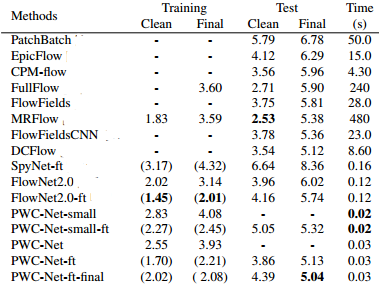 Methods Training Test Time
Clean Final Clean Final (s)
PatchBatch - - 5.79 6.78 50.0
EpicFlow - - 4.12 6.29 15.0
CPM-flow - - 3.56 5.96 4.30
FullFlow - 3.60 2.71 5.90 240
FlowFields - - 3.75 5.81 28.0
MRFlow 1.83 3.59 2.53 5.38 480
FlowFieldsCNN - - 3.78 5.36 23.0
DCFlow - - 3.54 5.12 8.60
SpyNet-ft (3.17) (4.32) 6.64 8.36 0.16
FlowNet2.0 2.02 3.14 3.96 6.02 0.12
FlowNet2.0-ft (1.45) (2.01) 4.16 5.74 0.12
PWC-Net-small 2.83 4.08 - - 0.02
PWC-Net-small-ft (2.27) (2.45) 5.05 5.32 0.02
PWC-Net 2.55 3.93 - - 0.03
PWC-Net-ft (1.70) (2.21) 3.86 5.13 0.03
PWC-Net-ft-final (2.02) ( 2.08) 4.39 5.04 0.03